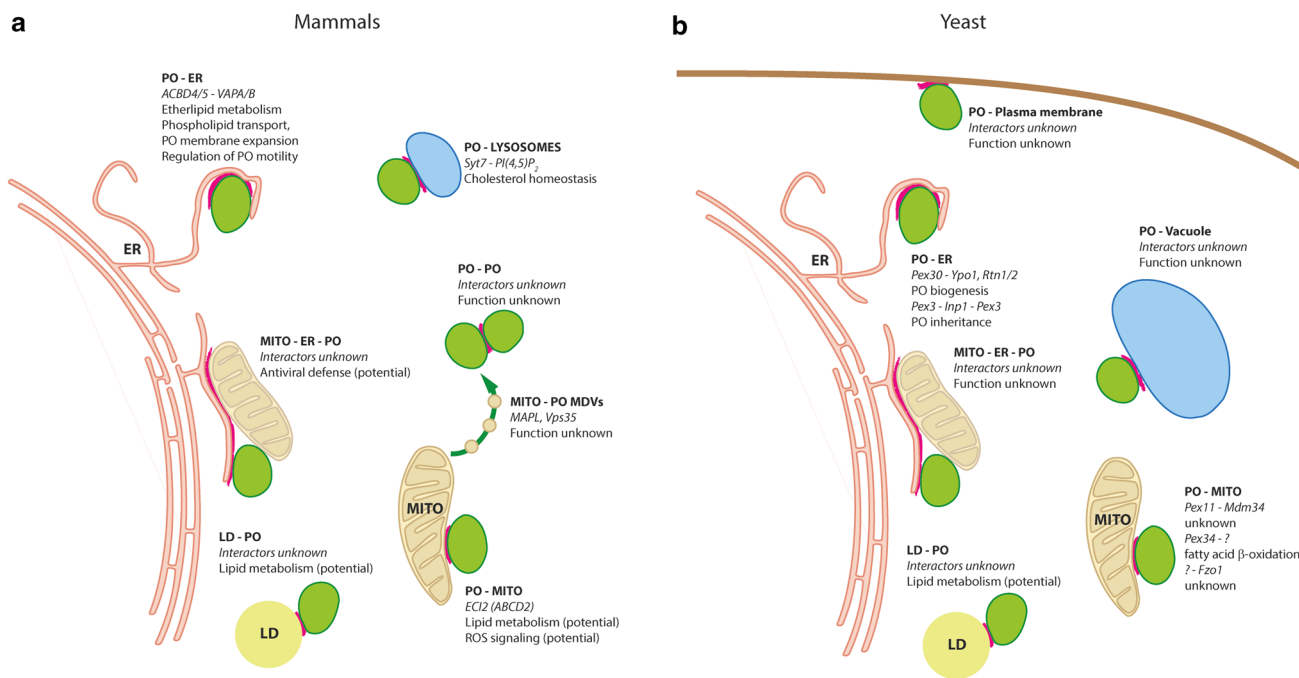 a
Mammals
PO - ER
ACBD4/5 - VAPA/B
Etherlipid metabolism
Phospholipid transport,
PO membrane expansion
Regulation of PO motility
PO - LYSOSOMES
Syt7 - PI(4,5)P2
Cholesterol homeostasis
ER
PO - PO
Interactors unknown
Function unknown
MITO - ER - PO
Interactors unknown
Antiviral defense (potential)
MITO - PO MDVs
MAPL, Vps35
Function unknown
MITO
LD - PO
Interactors unknown
Lipid metabolism (potential)
LD
PO - MITO
ECI2 (ABCD2)
Lipid metabolism (potential)
ROS signaling (potential)
b
Yeast
PO - Plasma membrane
Interactors unknown
Function unknown
ER
PO - ER
Pex30 - Ypo1, Rtn1/2
PO biogenesis
Pex3 - Inp1 - Pex3
PO inheritance
PO - Vacuole
Interactors unknown
Function unknown
MITO - ER - PO
Interactors unknown
Function unknown
MITO
PO - MITO
Pex11 - Mdm34
unknown
Pex34 - ?
fatty acid β-oxidation
? - Fzo1
unknown
LD - PO
Interactors unknown
Lipid metabolism (potential)
LD